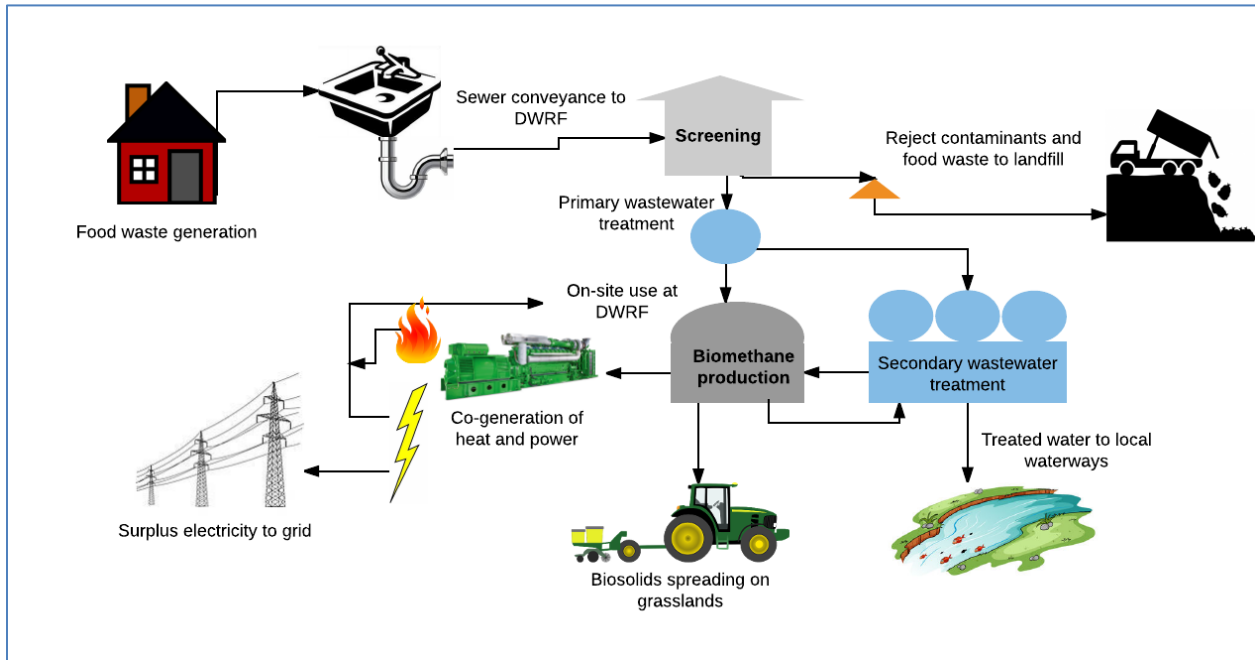 Sewer conveyance to
DWRF
Screening
Reject contaminants and
food waste to landfill
Food waste generation
Primary wastewater
treatment
On-site use at
DWRF
Biomethane
production
Secondary wastewater
treatment
Co-generation of
heat and power
Treated water to local
waterways
Surplus electricity to grid
Biosolids spreading on
grasslands